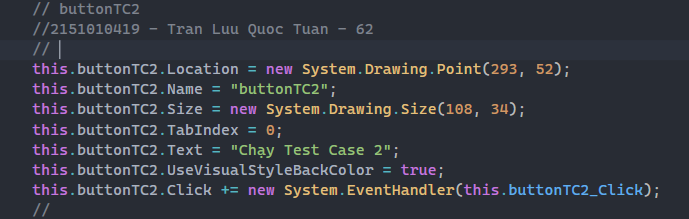 // buttonTC2
//2151010419 - Tran Luu Quoc Tuan - 62
//
this.buttonTC2.Location = new System.Drawing.Point(293, 52);
this.buttonTC2.Name = "buttonTC2";
this.buttonTC2.Size = new System.Drawing.Size(108, 34);
this.buttonTC2.TabIndex = 0;
this.buttonTC2.Text = "Chạy Test Case 2";
this.buttonTC2.UseVisualStyleBackColor = true;
this.buttonTC2.Click += new System.EventHandler(this.buttonTC2_Click);
//